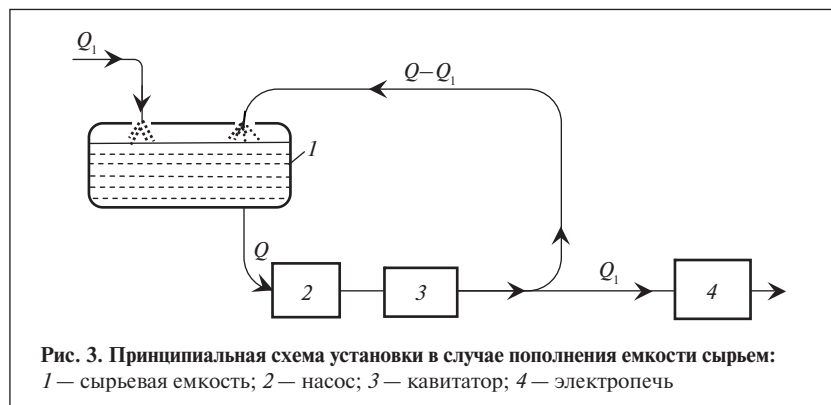 Q₁
Q–Q₁
1
Q
2
3
Q₁
4
Рис. 3. Принципиальная схема установки в случае пополнения емкости сырьем:
1 — сырьевая емкость; 2 — насос; 3 — кавитатор; 4 — электропечь